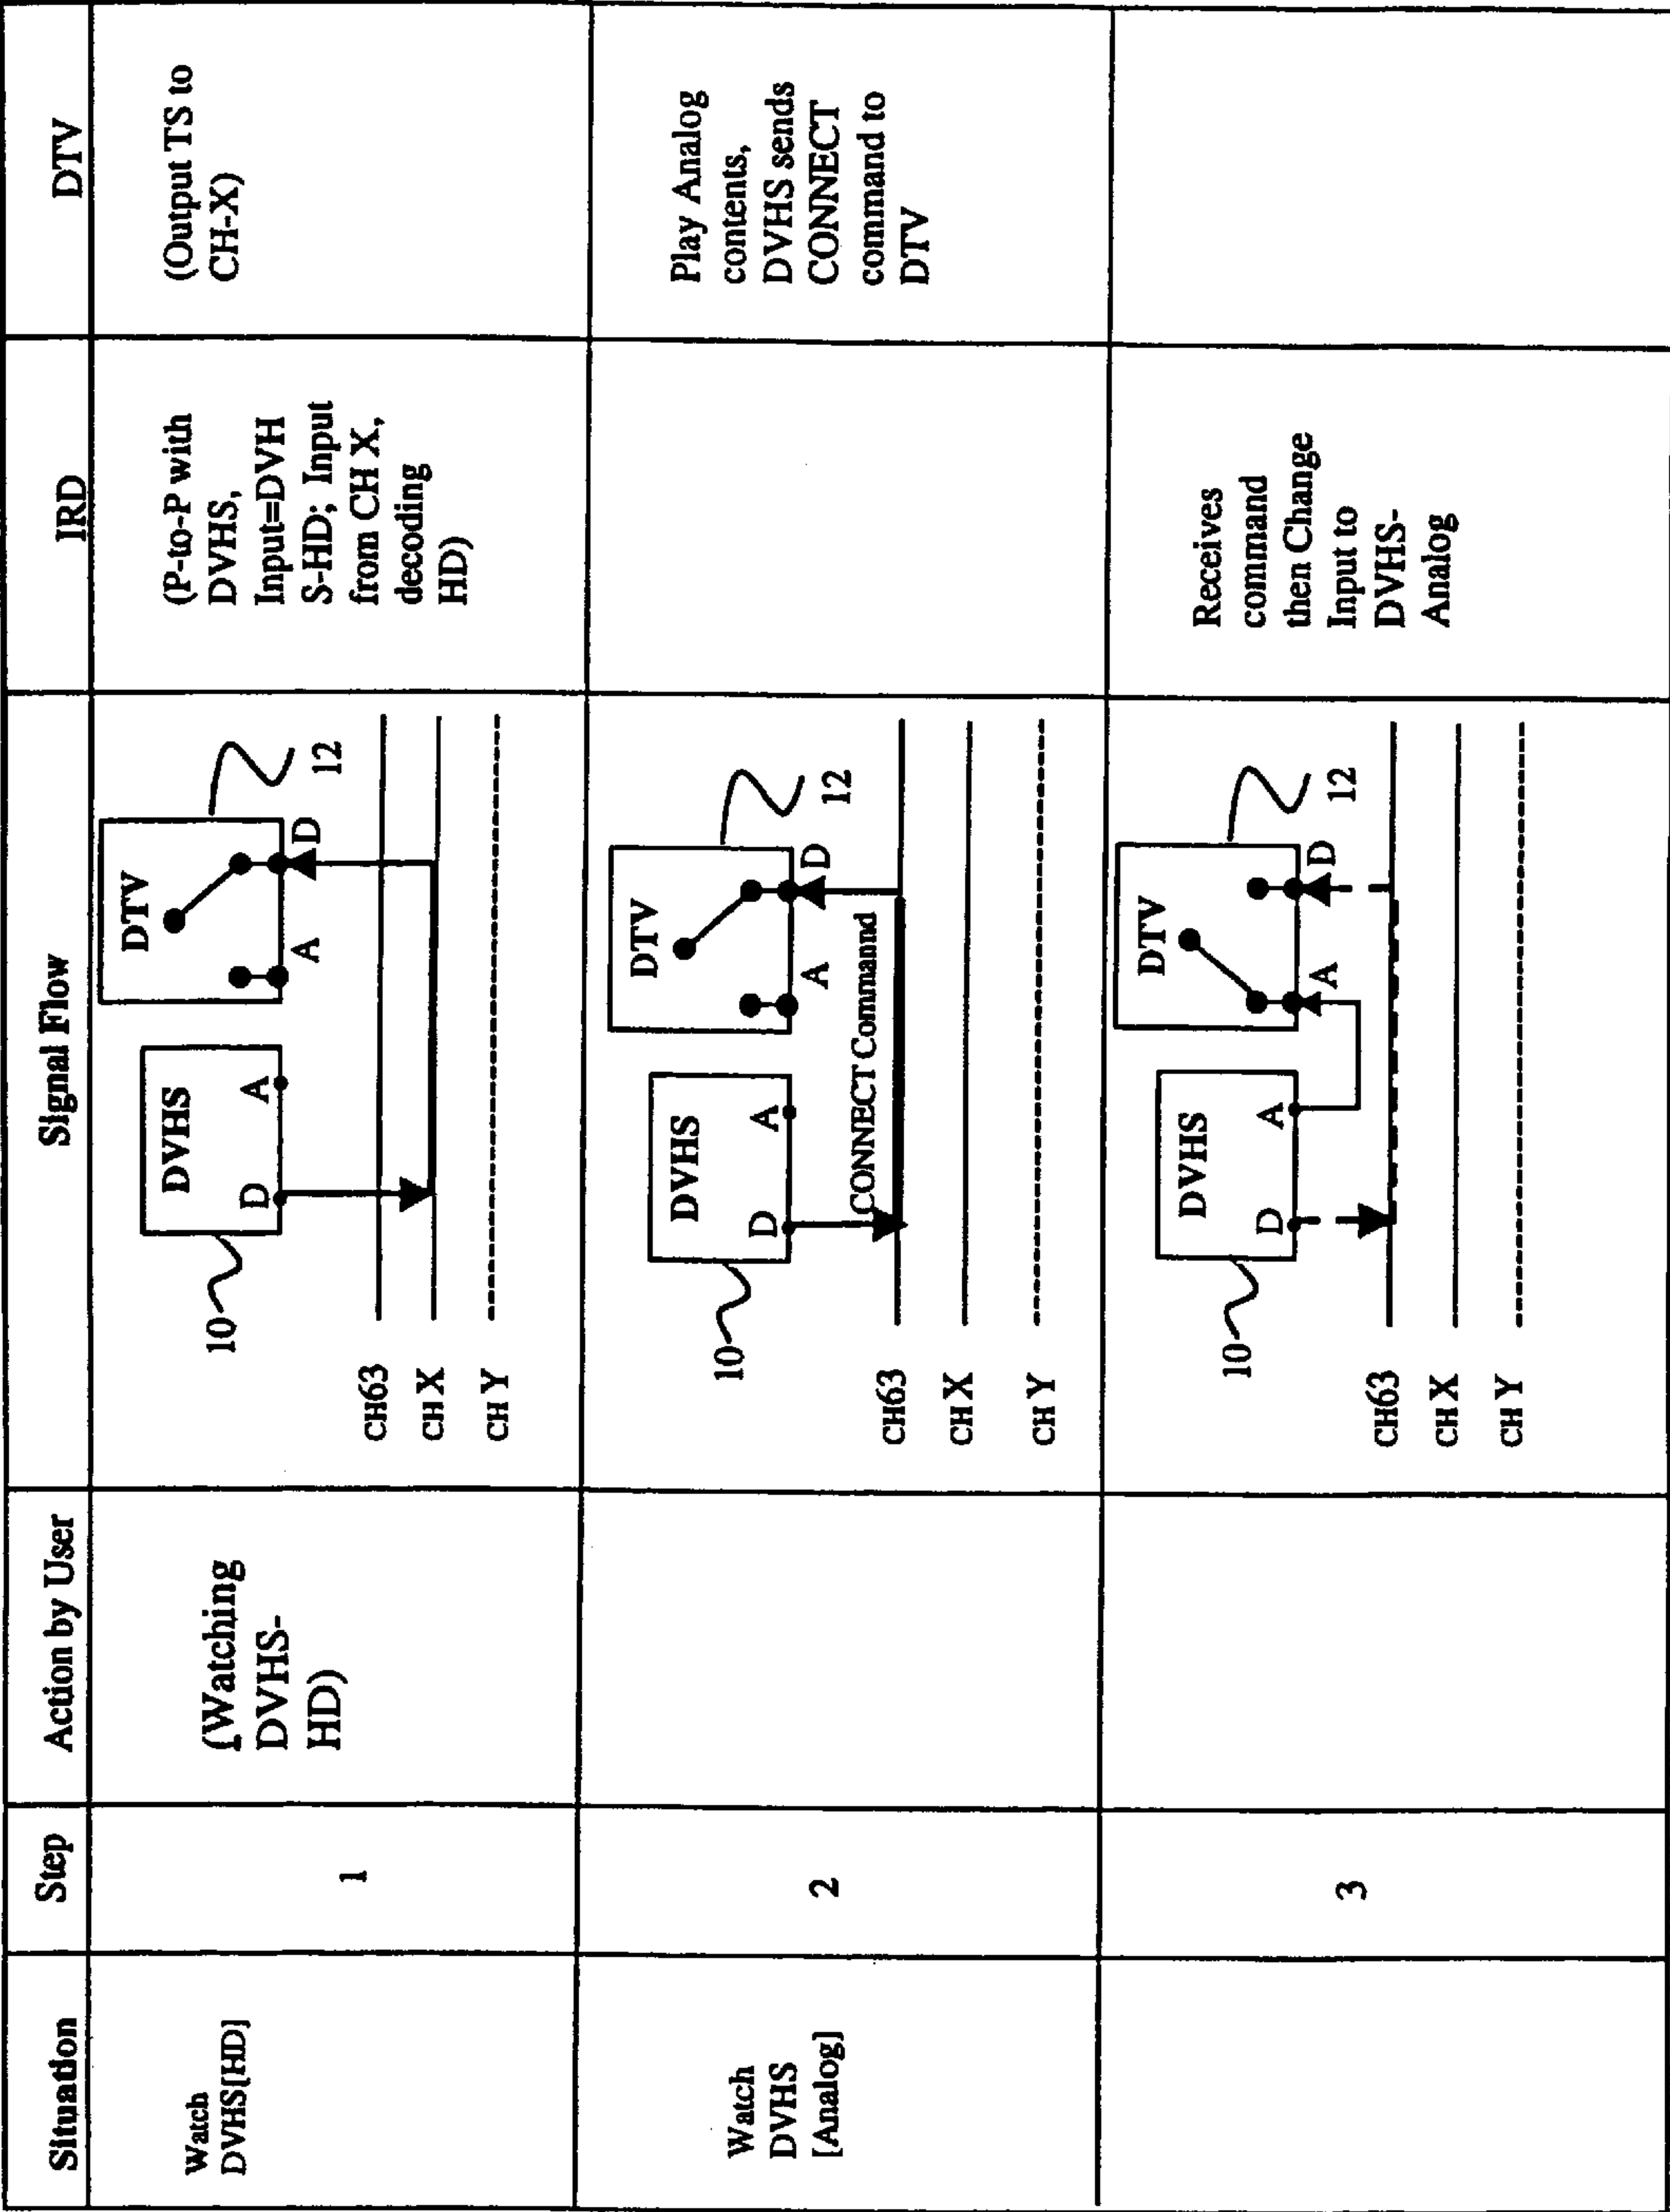 Situation
Step
Action by User
Signal Flow
IRD
DTV
Watch
DVHS[HD]
1
(Watching
DVHS-
HD)
10
DVHS
D
A
DTV
A
D
12
CH63
CH X
CH Y
(P-to-P with
DVHS,
Input=DVH
S-HD; Input
from CH X,
decoding
HD)
(Output TS to
CH-X)
Watch
DVHS
[Analog]
2
10
DVHS
D
A
DTV
A
D
12
CONNECT Command
CH63
CH X
CH Y
Play Analog
contents,
DVHS sends
CONNECT
command to
DTV
3
10
DVHS
D
A
DTV
A
D
12
CH63
CH X
CH Y
Receives
command
then Change
Input to
DVHS-
Analog